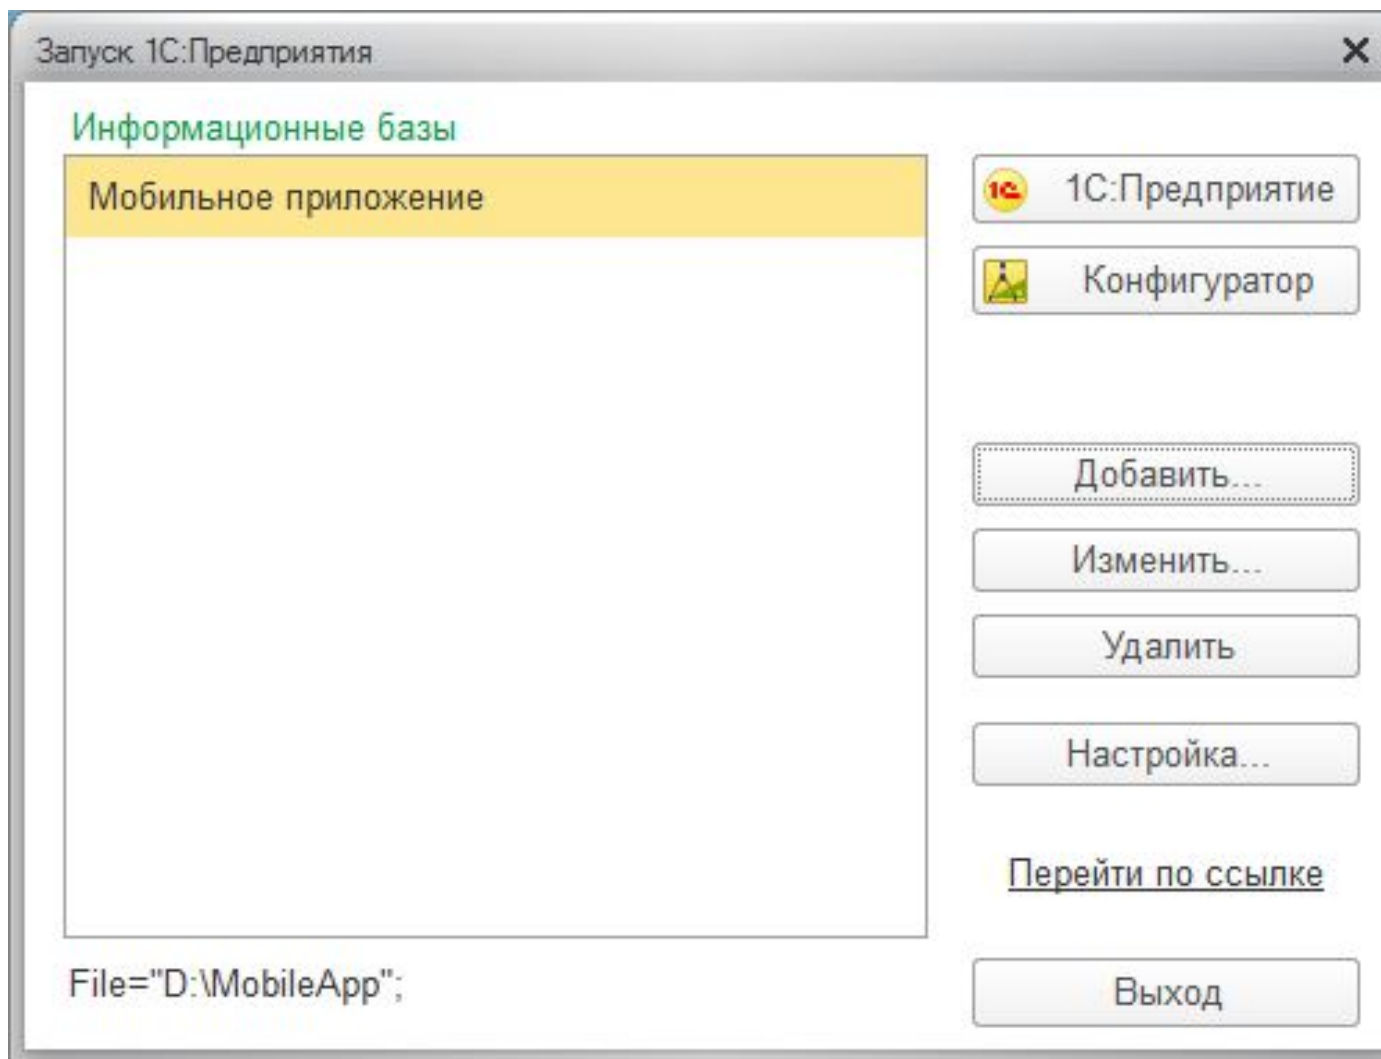 Запуск 1С:Предприятия
Информационные базы
Мобильное приложение
1С:Предприятие
Конфигуратор
Добавить...
Изменить...
Удалить
Настройка...
Перейти по ссылке
File="D:\MobileApp";
Выход